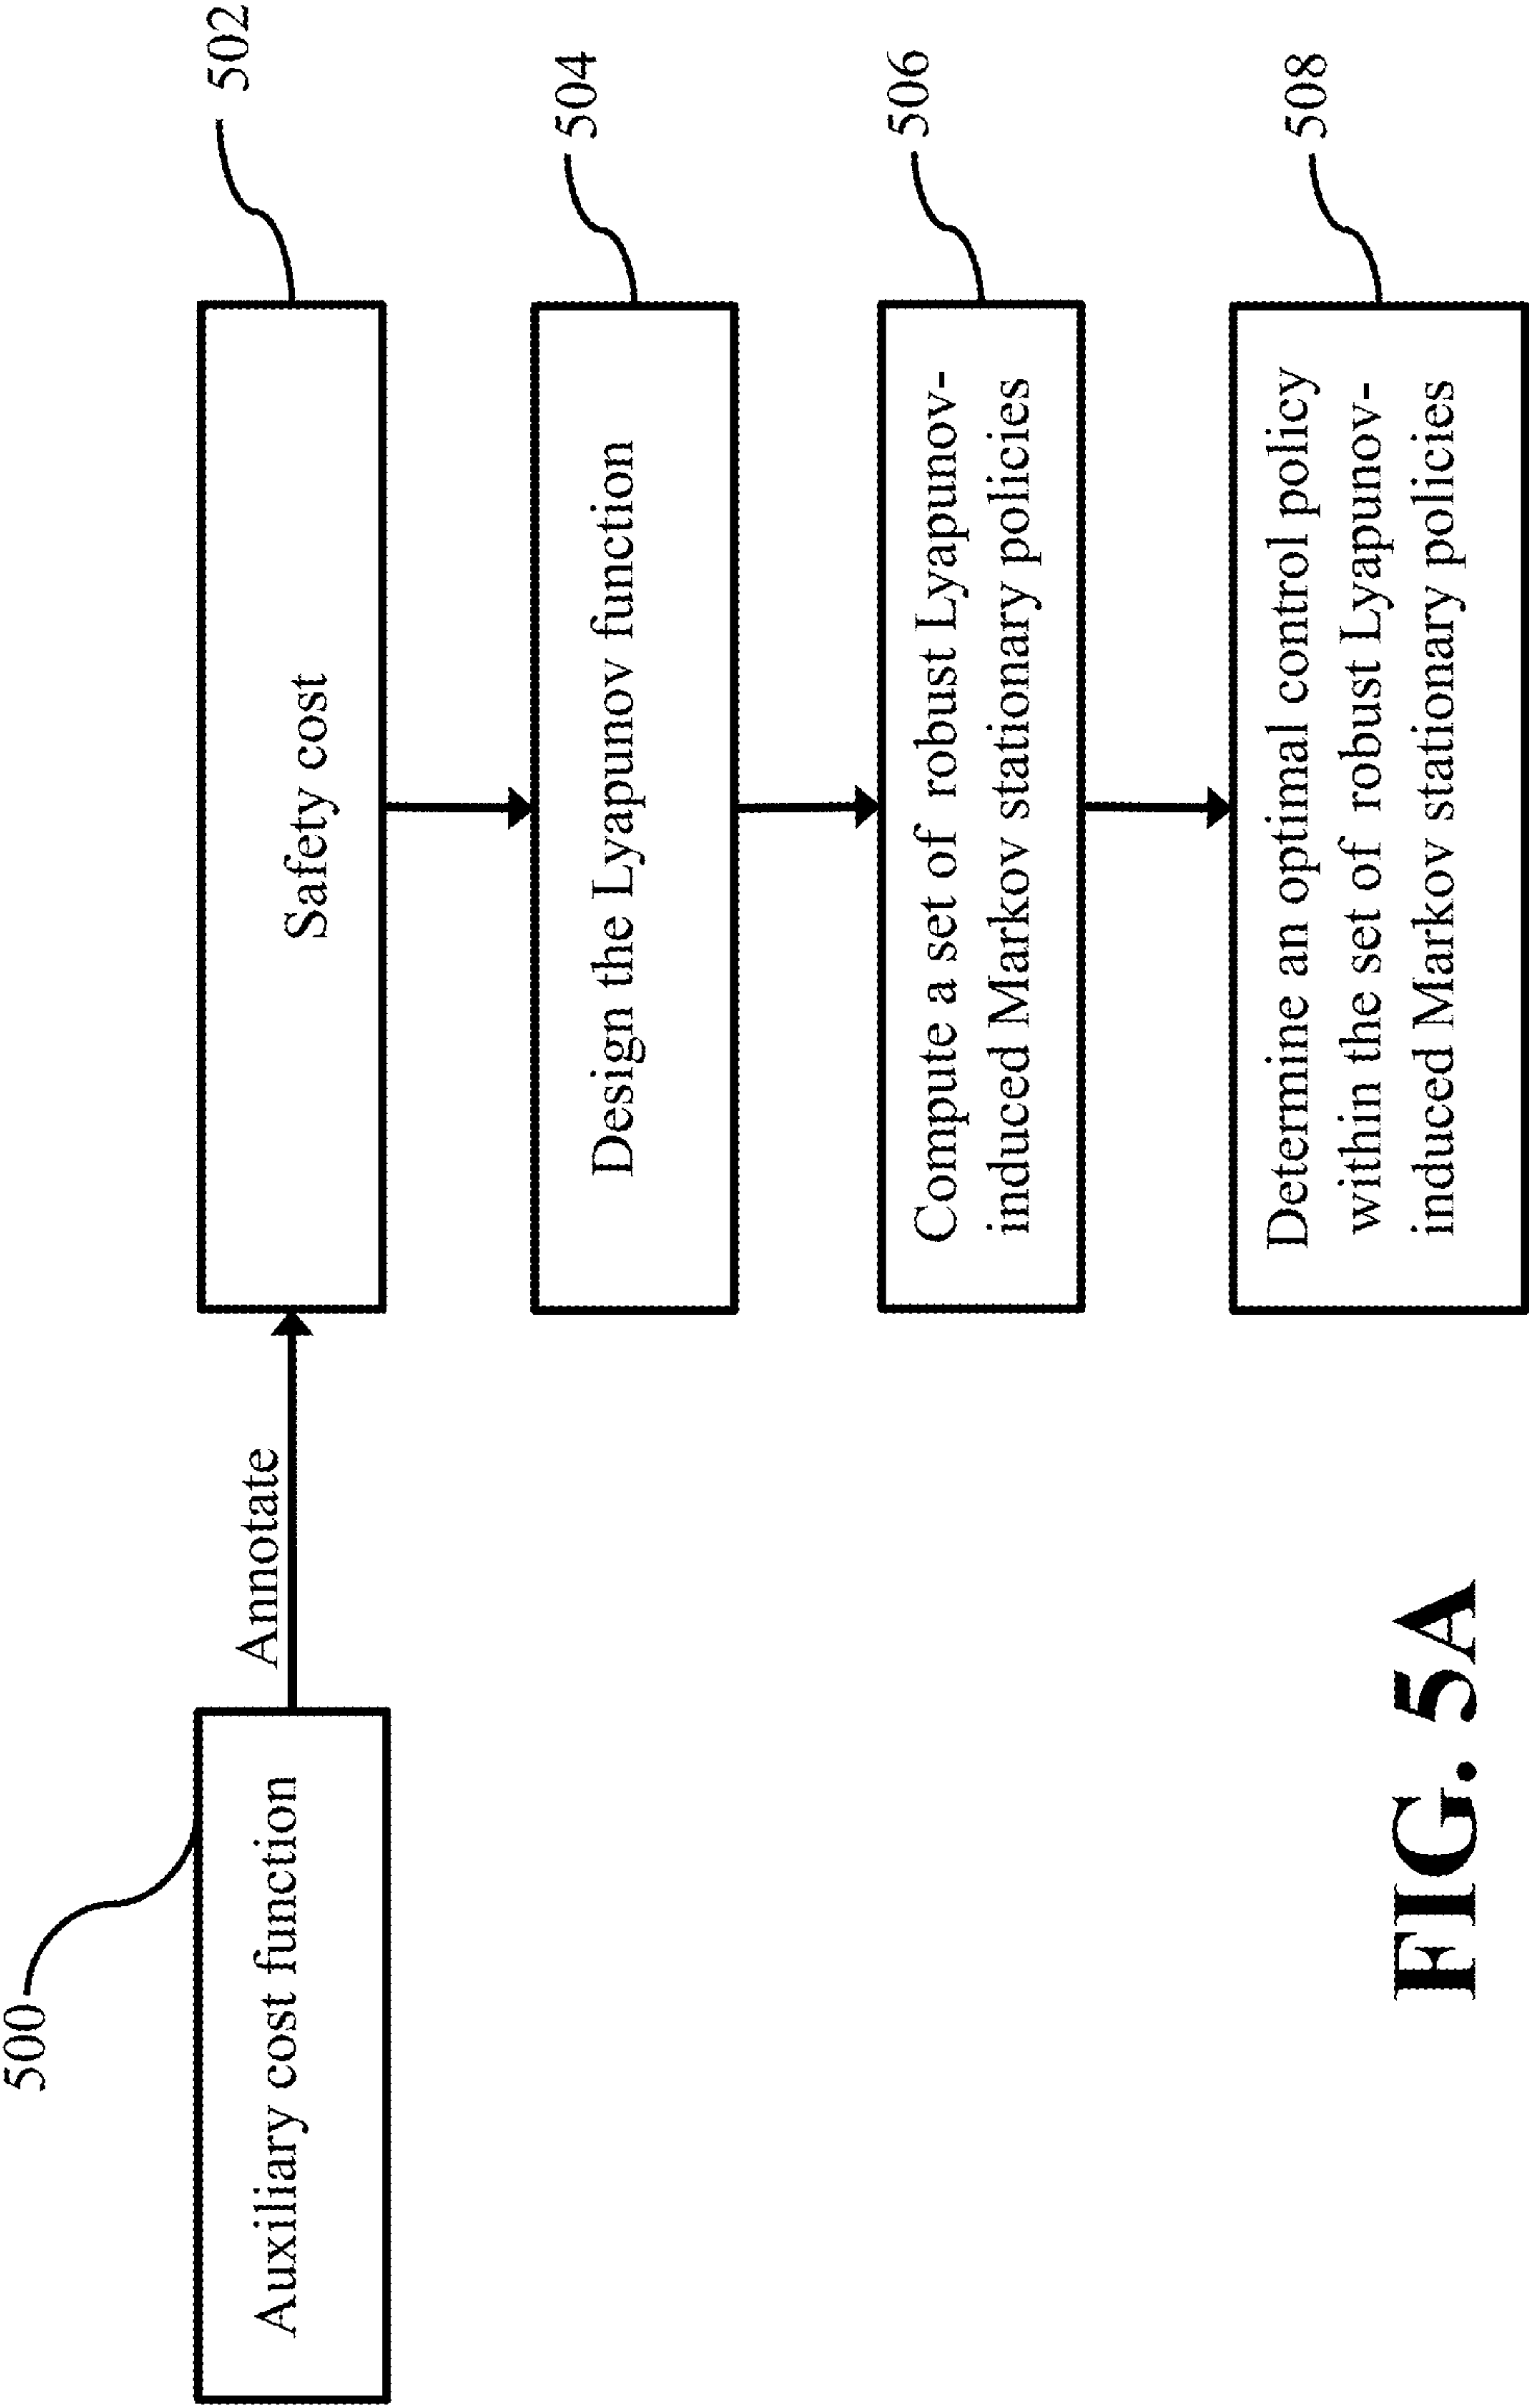 500
Auxiliary cost function
Annotate
Safety cost
502
Design the Lyapunov function
504
Compute a set of robust Lyapunov-
induced Markov stationary policies
506
Determine an optimal control policy
within the set of robust Lyapunov-
induced Markov stationary policies
508
FIG. 5A